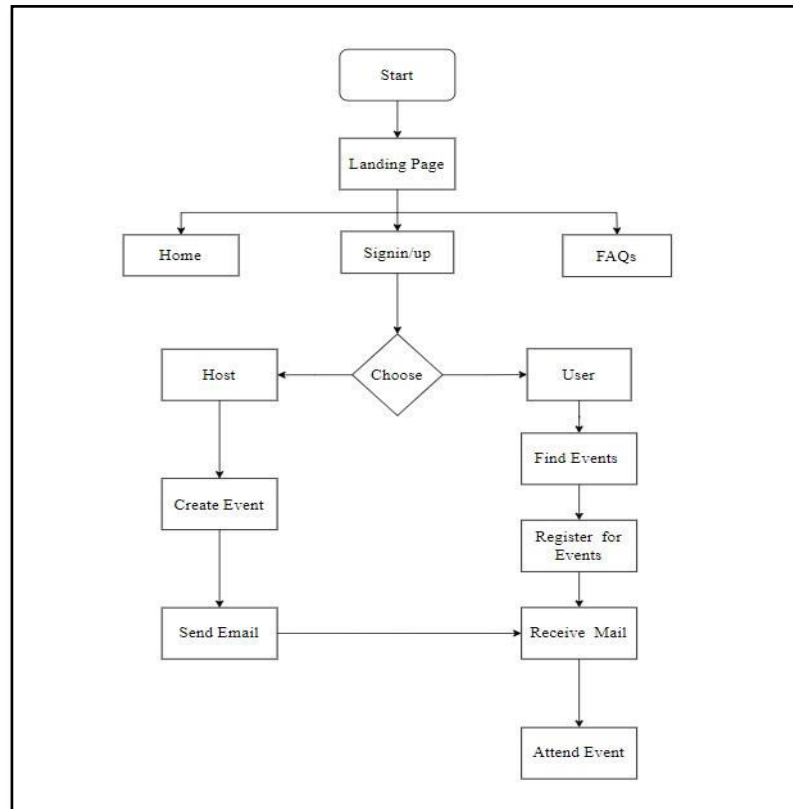 Start
Landing Page
Home
Signin/up
FAQs
Host
Choose
User
Find Events
Create Event
Register for
Events
Send Email
Receive Mail
Attend Event